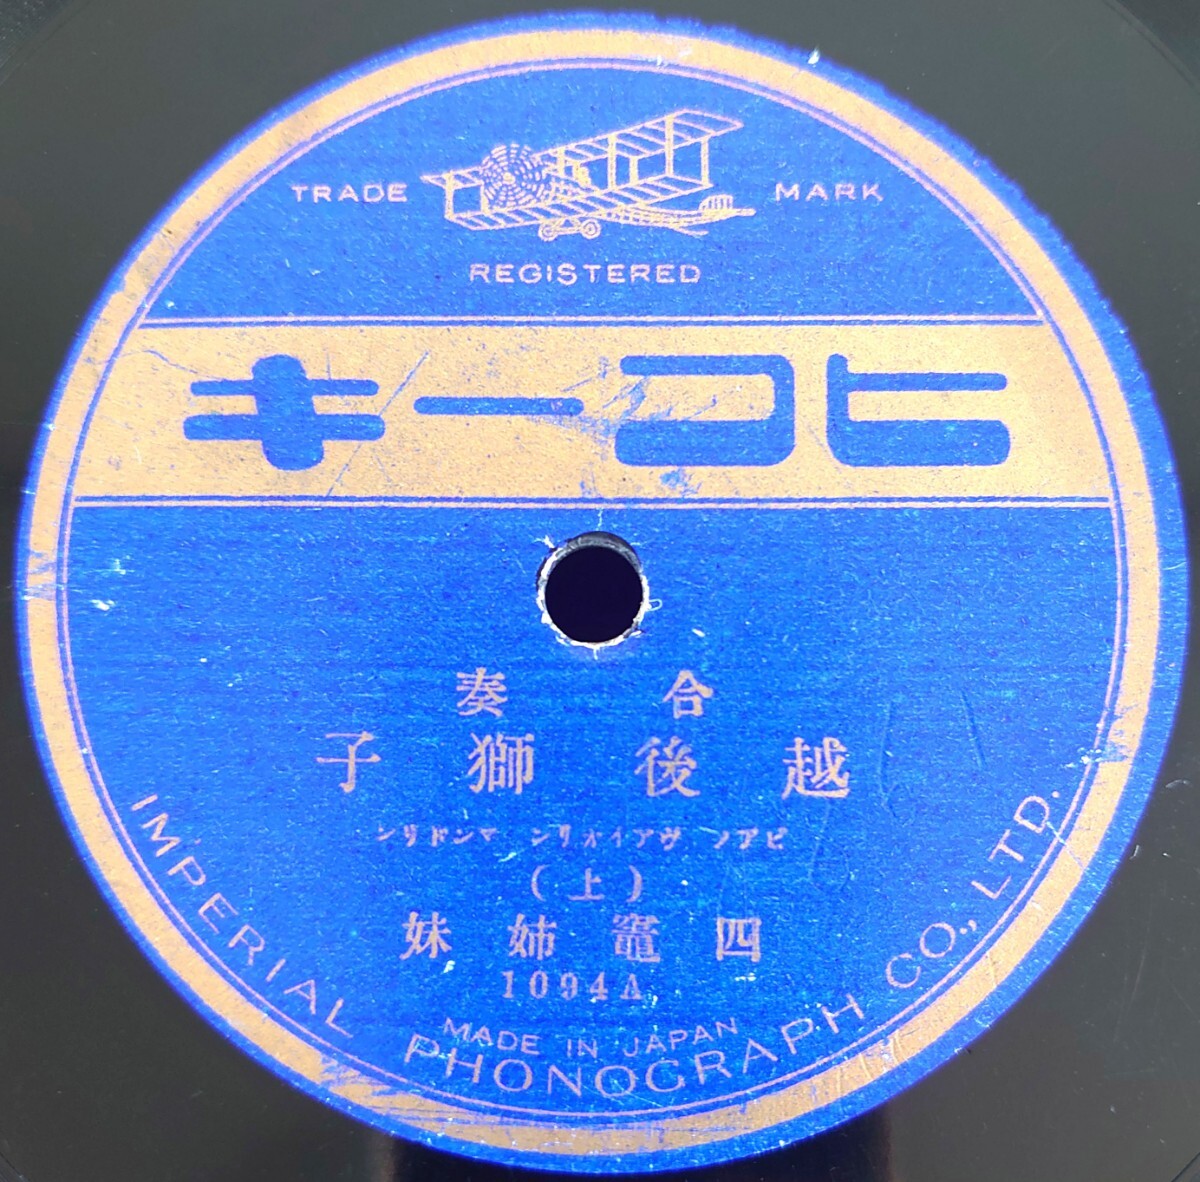 TRADE MARK
REGISTERED
ヒコーキ
合奏
越後獅子
ピアノ ヴアイオリン マンドリン
(上)
四竈姉妹
1094A
MADE IN JAPAN
IMPERIAL PHONOGRAPH CO., LTD.